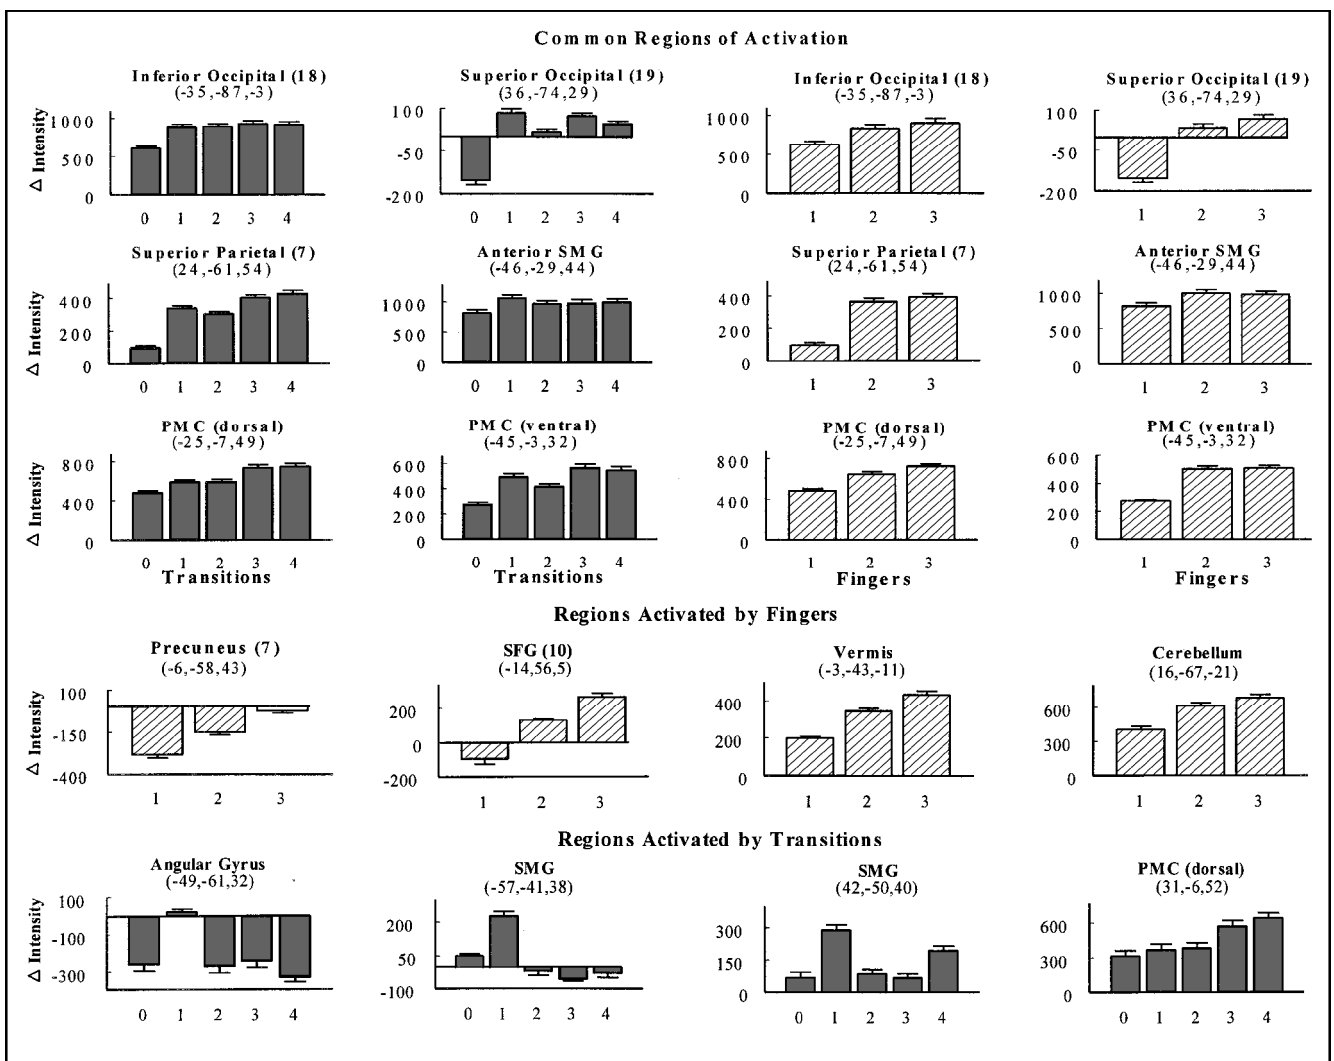 Common Regions of Activation
Inferior Occipital (18)
(-35,-87,-3)
Δ Intensity
1000
500
0
0 1 2 3 4
Superior Occipital (19)
(36,-74,29)
100
-50
-200
0 1 2 3 4
Inferior Occipital (18)
(-35,-87,-3)
1000
500
0
1 2 3
Superior Occipital (19)
(36,-74,29)
100
-50
-200
1 2 3
Superior Parietal (7)
(24,-61,54)
Δ Intensity
400
200
0
0 1 2 3 4
Anterior SMG
(-46,-29,44)
1000
500
0
0 1 2 3 4
Superior Parietal (7)
(24,-61,54)
400
200
0
1 2 3
Anterior SMG
(-46,-29,44)
1000
500
0
1 2 3
PMC (dorsal)
(-25,-7,49)
Δ Intensity
800
400
0
0 1 2 3 4
Transitions
PMC (ventral)
(-45,-3,32)
600
400
200
0
0 1 2 3 4
Transitions
PMC (dorsal)
(-25,-7,49)
800
400
0
1 2 3
Fingers
PMC (ventral)
(-45,-3,32)
600
400
200
0
1 2 3
Fingers
Regions Activated by Fingers
Precuneus (7)
(-6,-58,43)
Δ Intensity
100
-150
-400
1 2 3
SFG (10)
(-14,56,5)
200
0
-200
1 2 3
Vermis
(-3,-43,-11)
400
200
0
1 2 3
Cerebellum
(16,-67,-21)
600
300
0
1 2 3
Regions Activated by Transitions
Angular Gyrus
(-49,-61,32)
Δ Intensity
100
-100
-300
0 1 2 3 4
SMG
(-57,-41,38)
200
50
-100
0 1 2 3 4
SMG
(42,-50,40)
300
150
0
0 1 2 3 4
PMC (dorsal)
(31,-6,52)
600
300
0
0 1 2 3 4